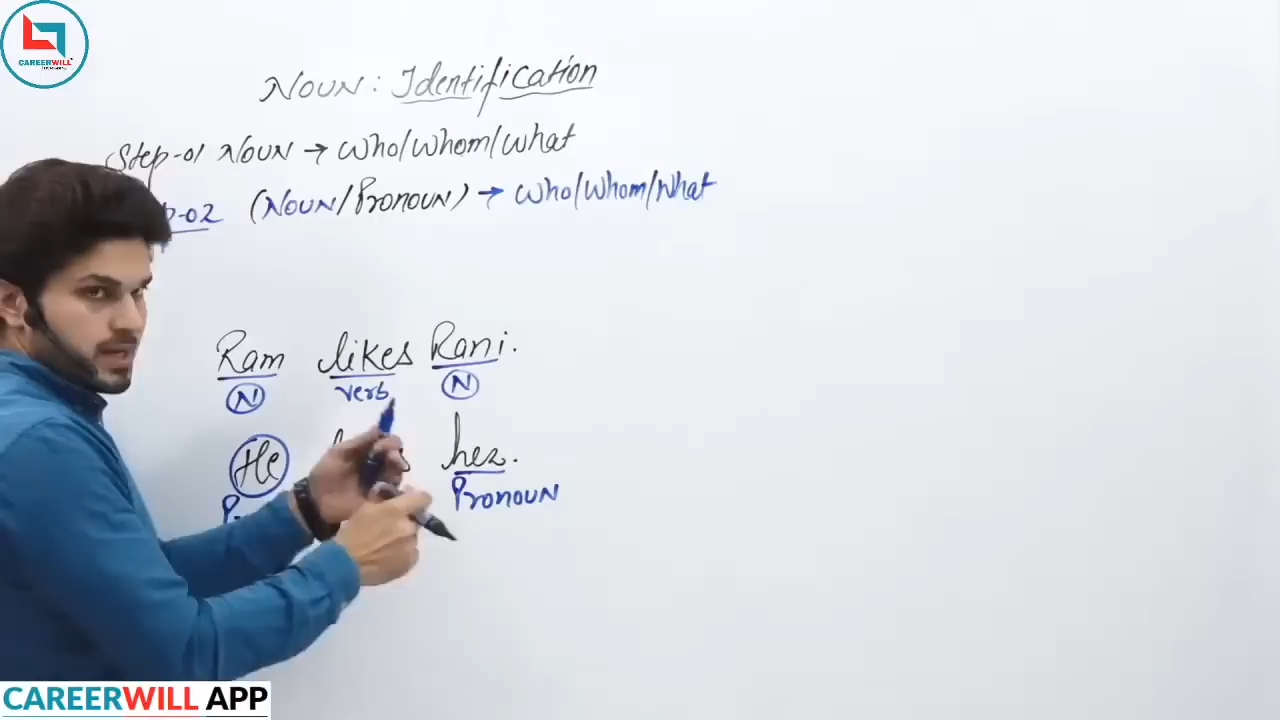 CAREERWILL
NOUN : Identification
Step-01 NOUN → who/whom/what
p-02 (NOUN/Pronoun) → who/whom/what
Ram likes Rani.
N verb N
He her.
Pronoun
CAREERWILL APP